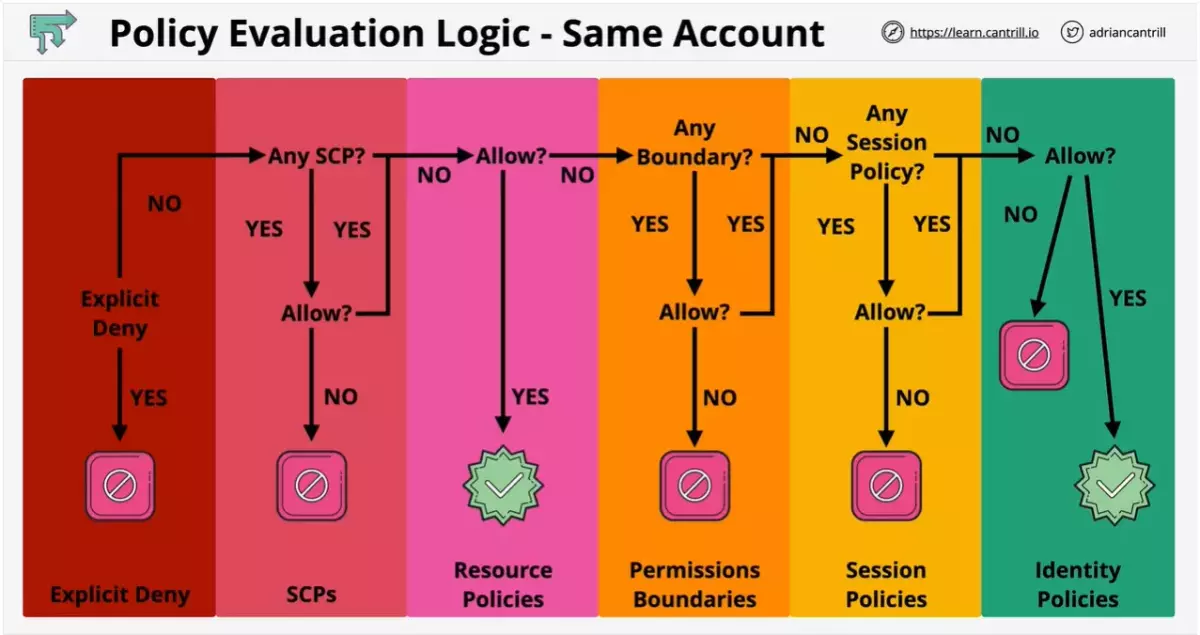 Policy Evaluation Logic - Same Account
https://learn.cantrill.io
adriancantrill
NO
Explicit
Deny
YES
Explicit Deny
Any SCP?
YES
YES
Allow?
NO
SCPs
NO
Allow?
NO
YES
Resource
Policies
Any
Boundary?
YES
YES
Allow?
NO
Permissions
Boundaries
NO
Any
Session
Policy?
YES
YES
Allow?
NO
Session
Policies
NO
Allow?
NO
YES
Identity
Policies